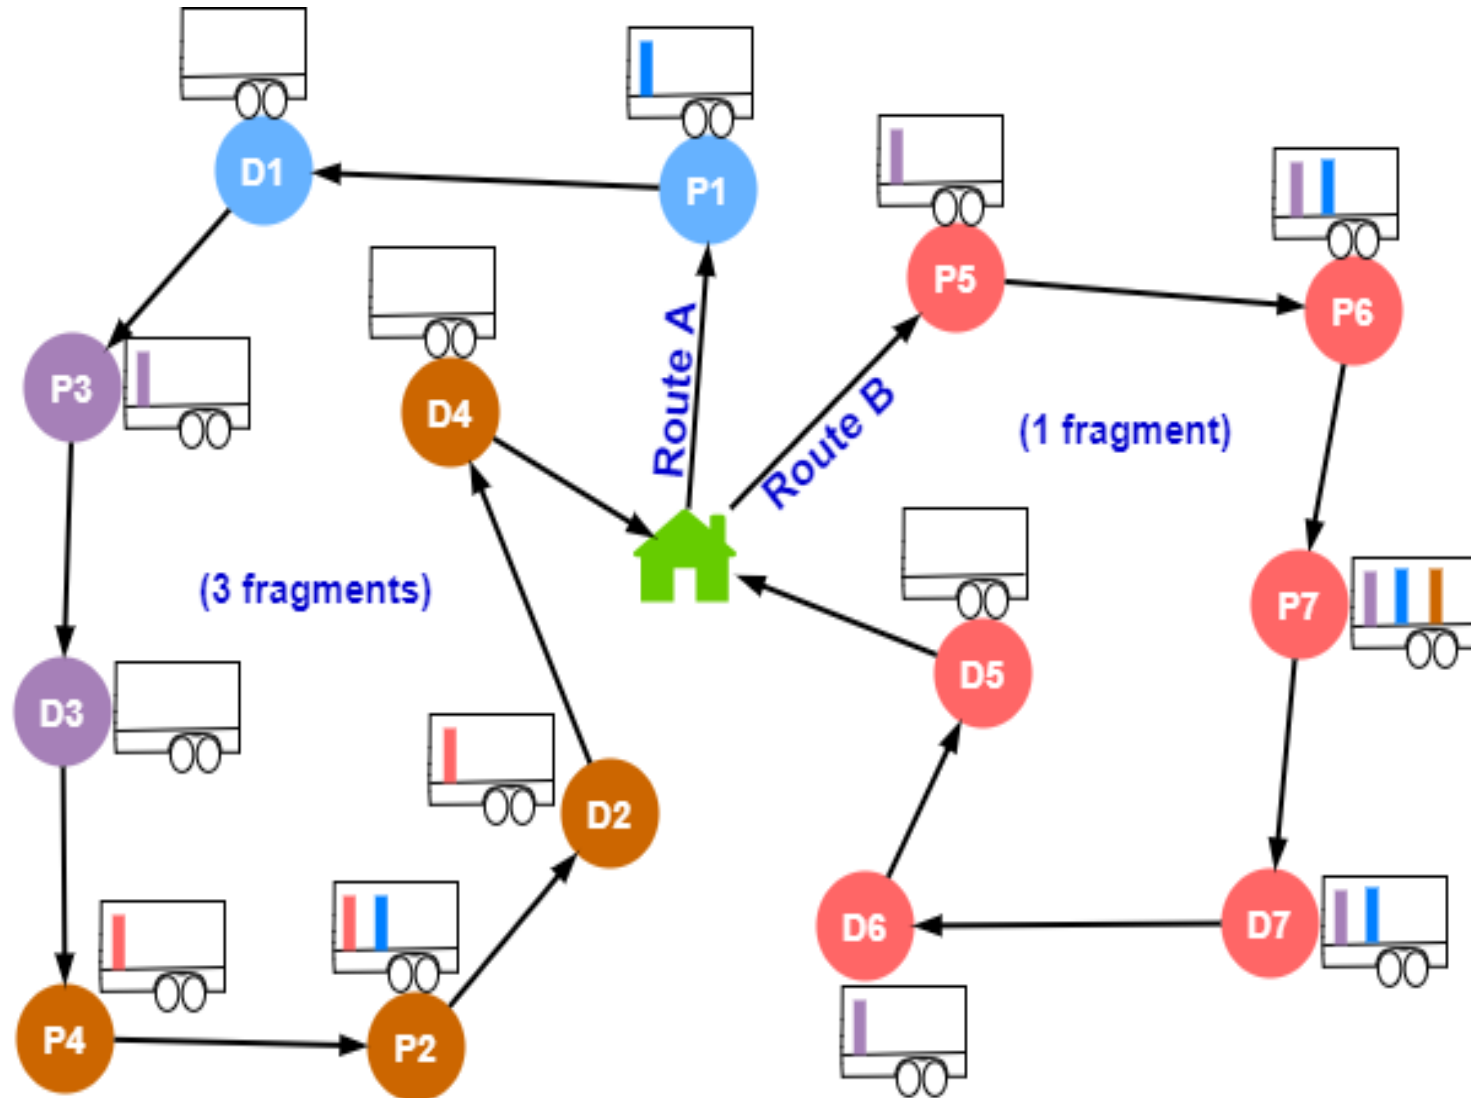 D1
P1
P5
P6
P3
D4
Route A
Route B
(1 fragment)
(3 fragments)
P7
D5
D3
D2
D6
D7
P4
P2